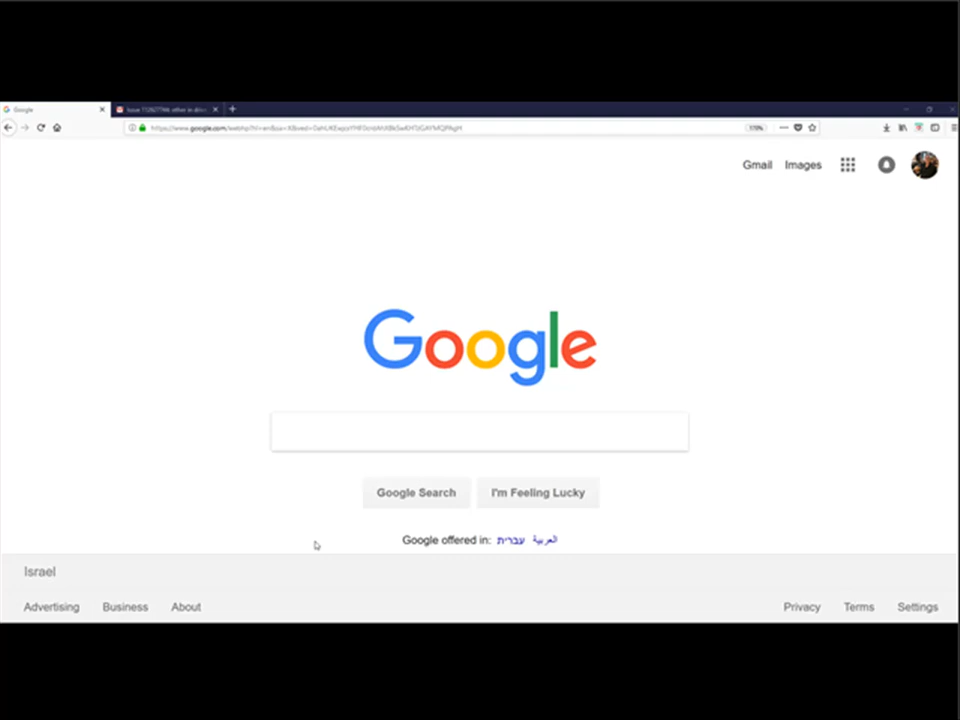 Google
170%
Gmail Images
Google
Google Search I'm Feeling Lucky
Google offered in: עברית العربية
Israel
Advertising Business About Privacy Terms Settings